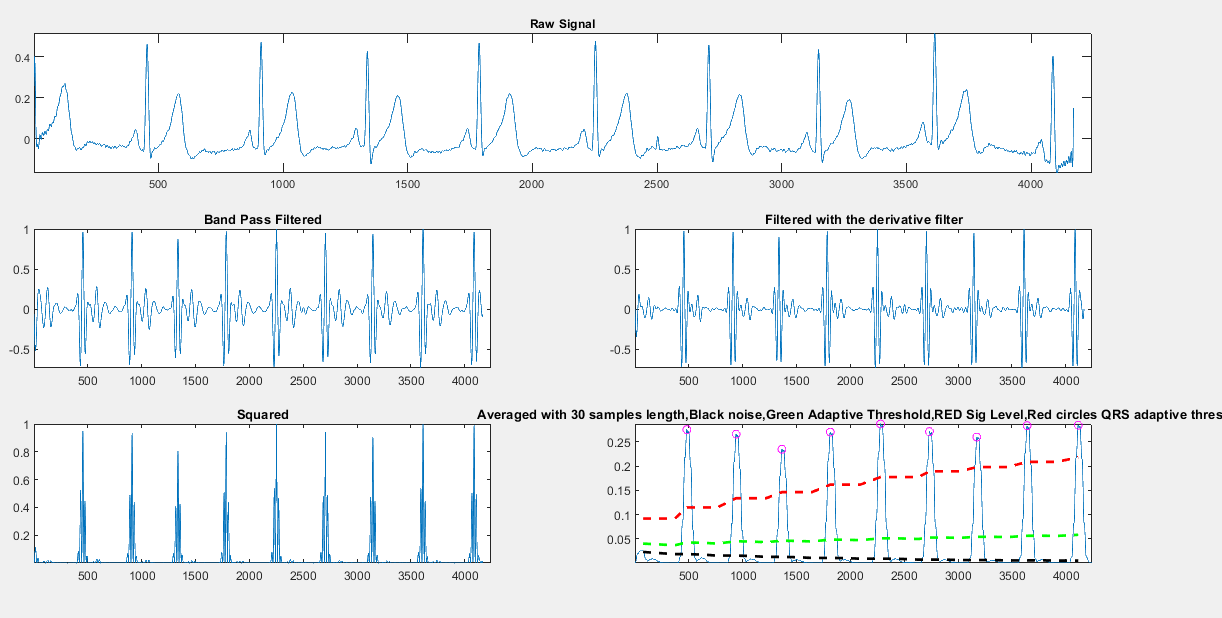 Raw Signal
0.4
0.2
0
500 1000 1500 2000 2500 3000 3500 4000
Band Pass Filtered
1
0.5
0
-0.5
500 1000 1500 2000 2500 3000 3500 4000
Filtered with the derivative filter
1
0.5
0
-0.5
500 1000 1500 2000 2500 3000 3500 4000
Squared
1
0.8
0.6
0.4
0.2
500 1000 1500 2000 2500 3000 3500 4000
Averaged with 30 samples length,Black noise,Green Adaptive Threshold,RED Sig Level,Red circles QRS adaptive thres
0.25
0.2
0.15
0.1
0.05
500 1000 1500 2000 2500 3000 3500 4000